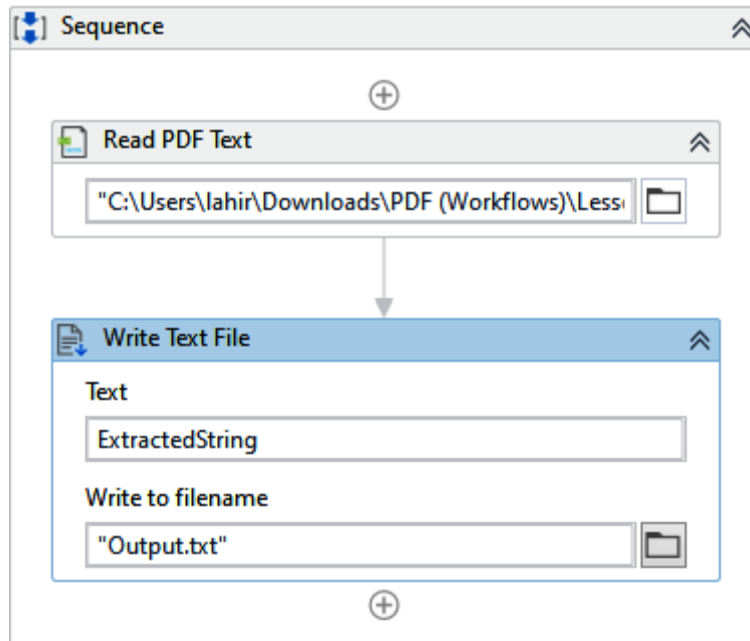 Sequence
Read PDF Text
"C:\Users\lahir\Downloads\PDF (Workflows)\Less
Write Text File
Text
ExtractedString
Write to filename
"Output.txt"